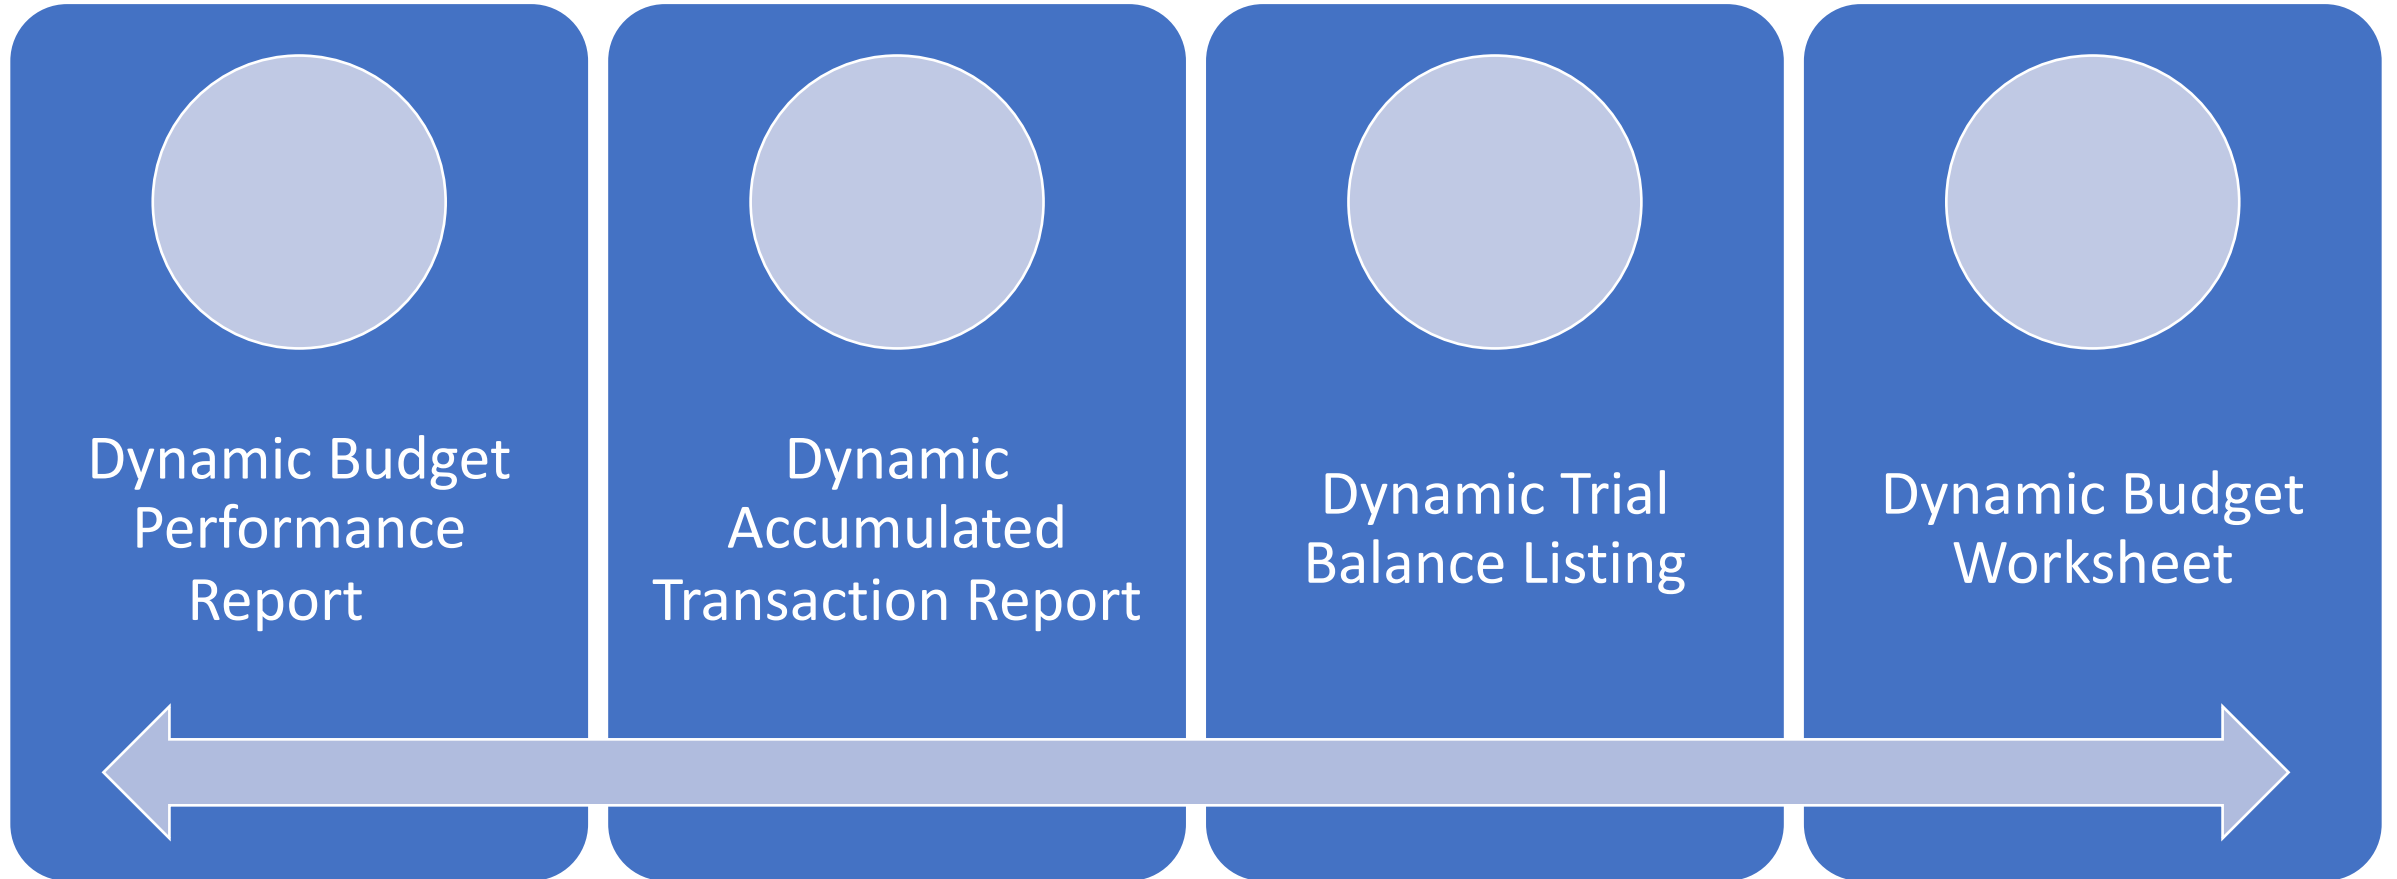 Dynamic Budget
Performance
Report
Dynamic
Accumulated
Transaction Report
Dynamic Trial
Balance Listing
Dynamic Budget
Worksheet